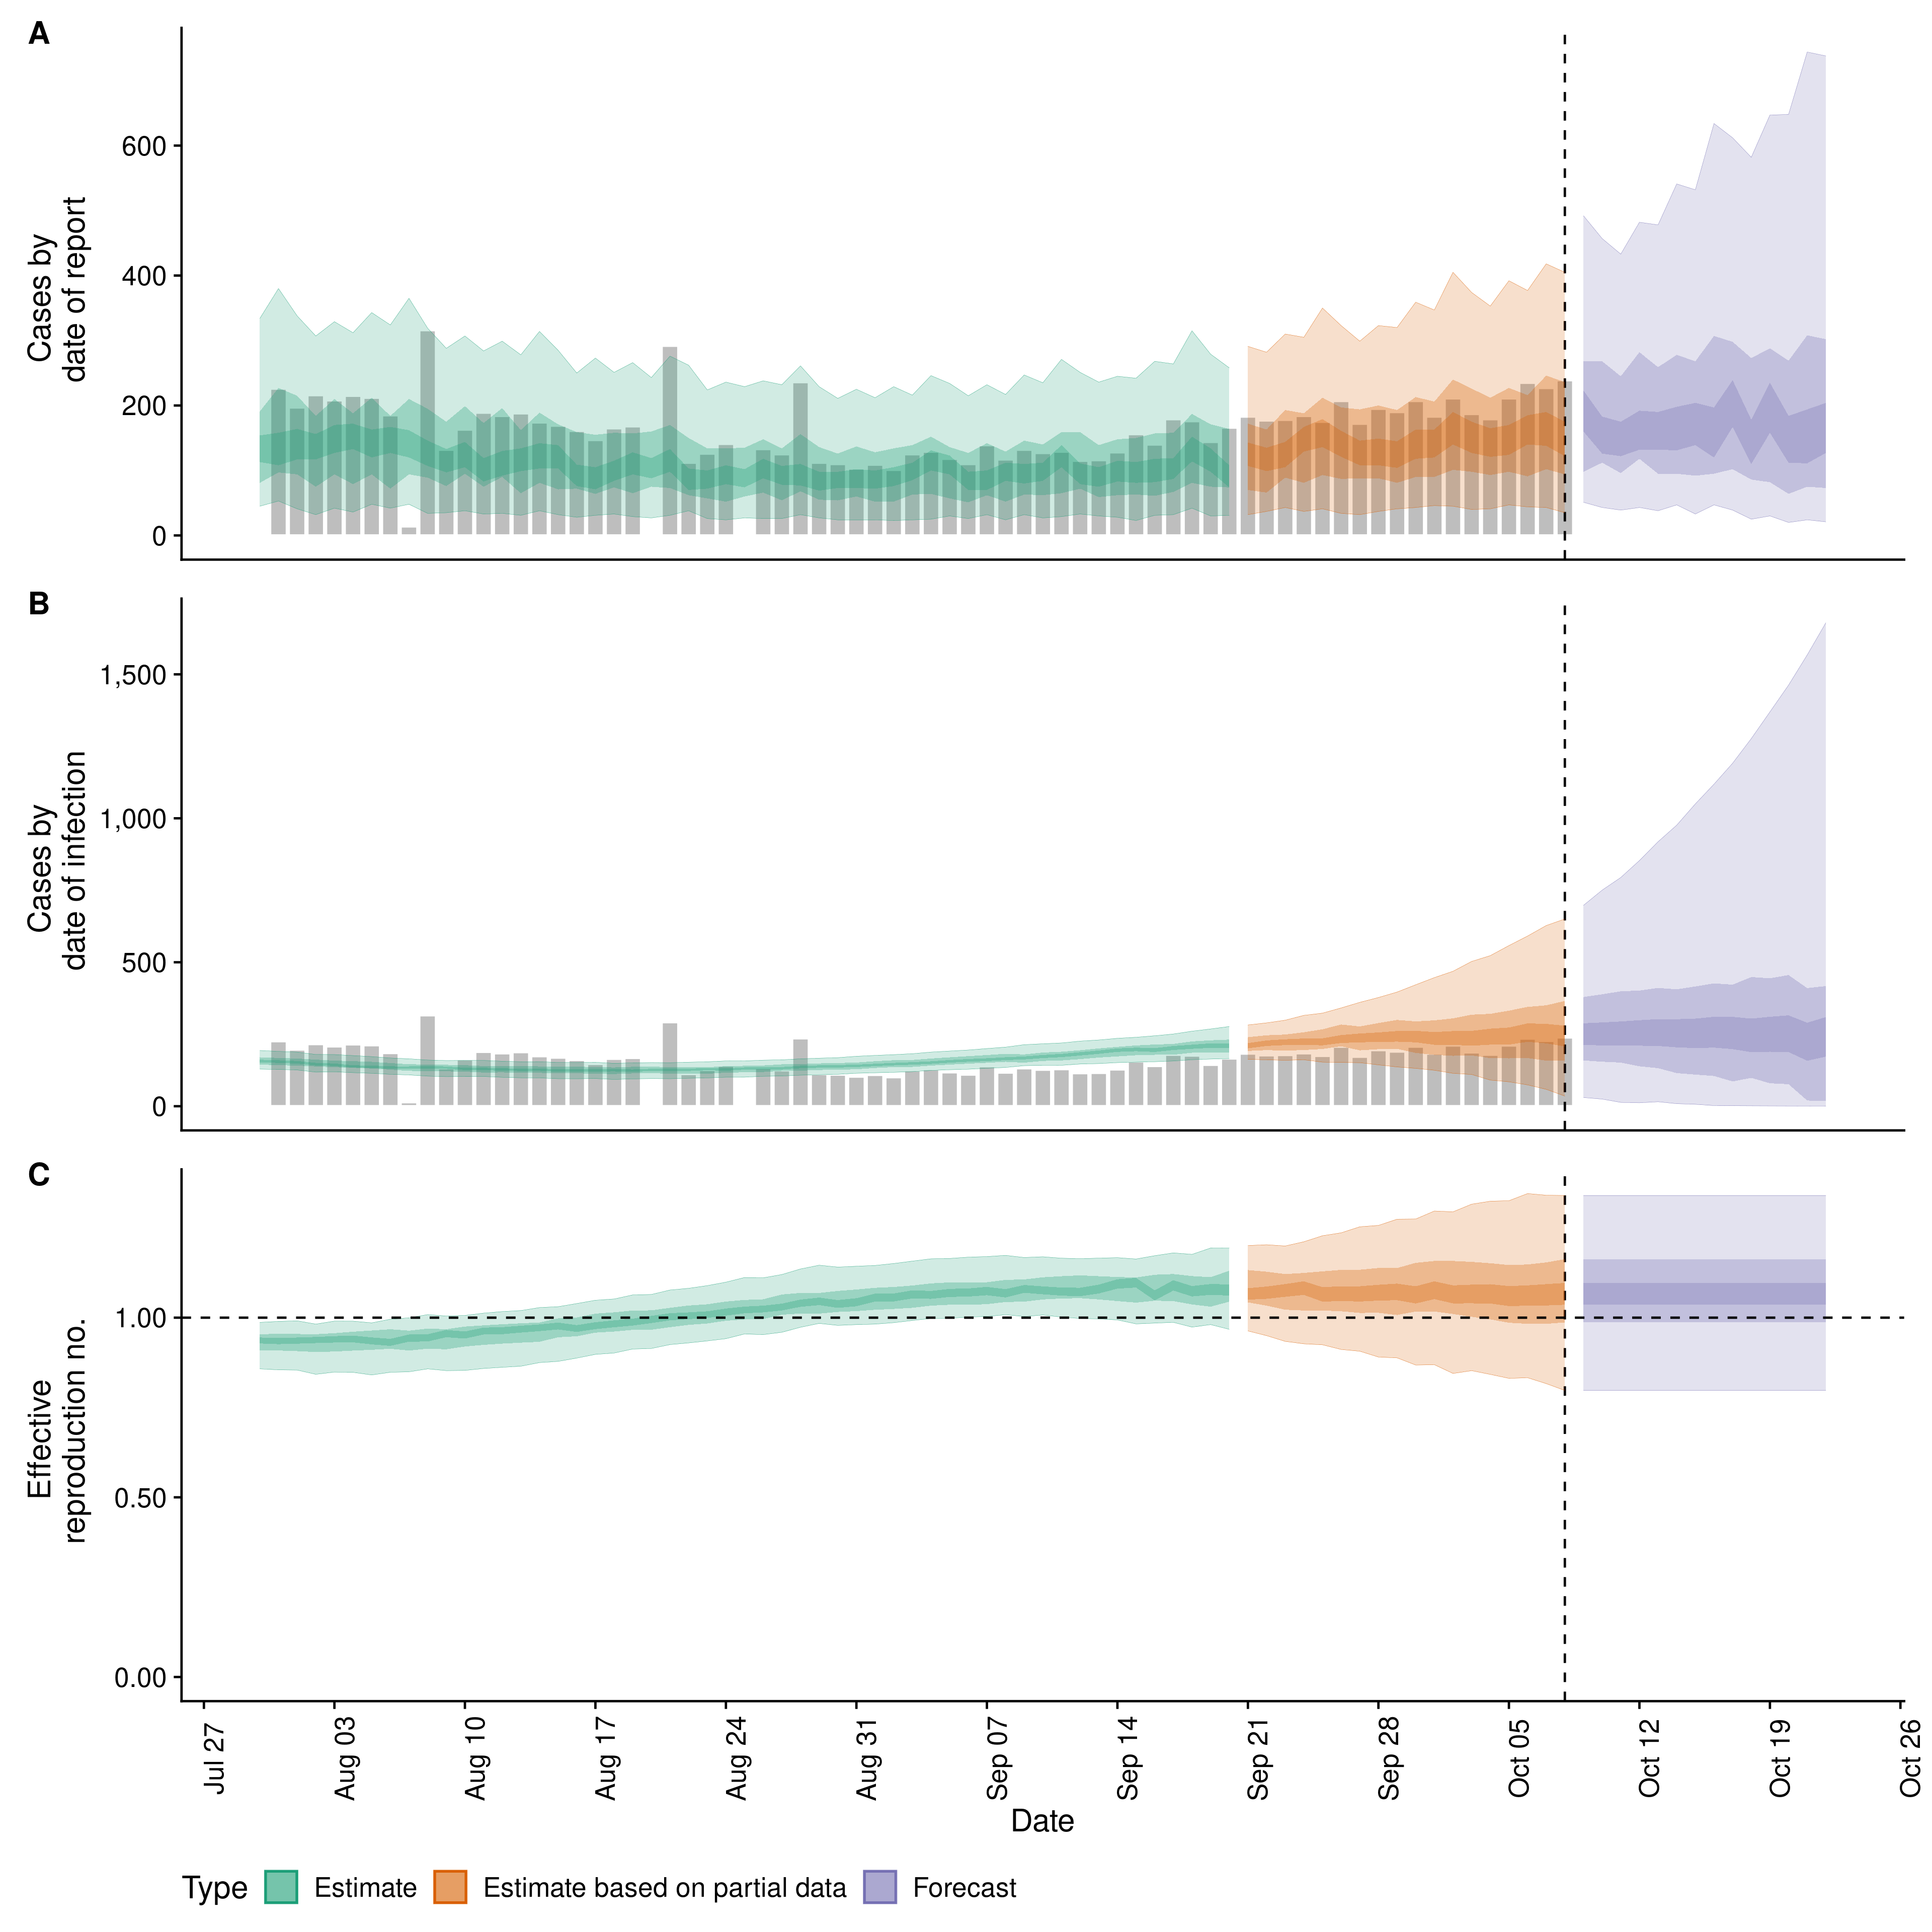 A
Cases by
date of report
600
400
200
0
B
Cases by
date of infection
1,500
1,000
500
0
C
Effective
reproduction no.
1.00
0.50
0.00
Jul 27
Aug 03
Aug 10
Aug 17
Aug 24
Aug 31
Sep 07
Sep 14
Sep 21
Sep 28
Oct 05
Oct 12
Oct 19
Oct 26
Date
Type Estimate Estimate based on partial data Forecast